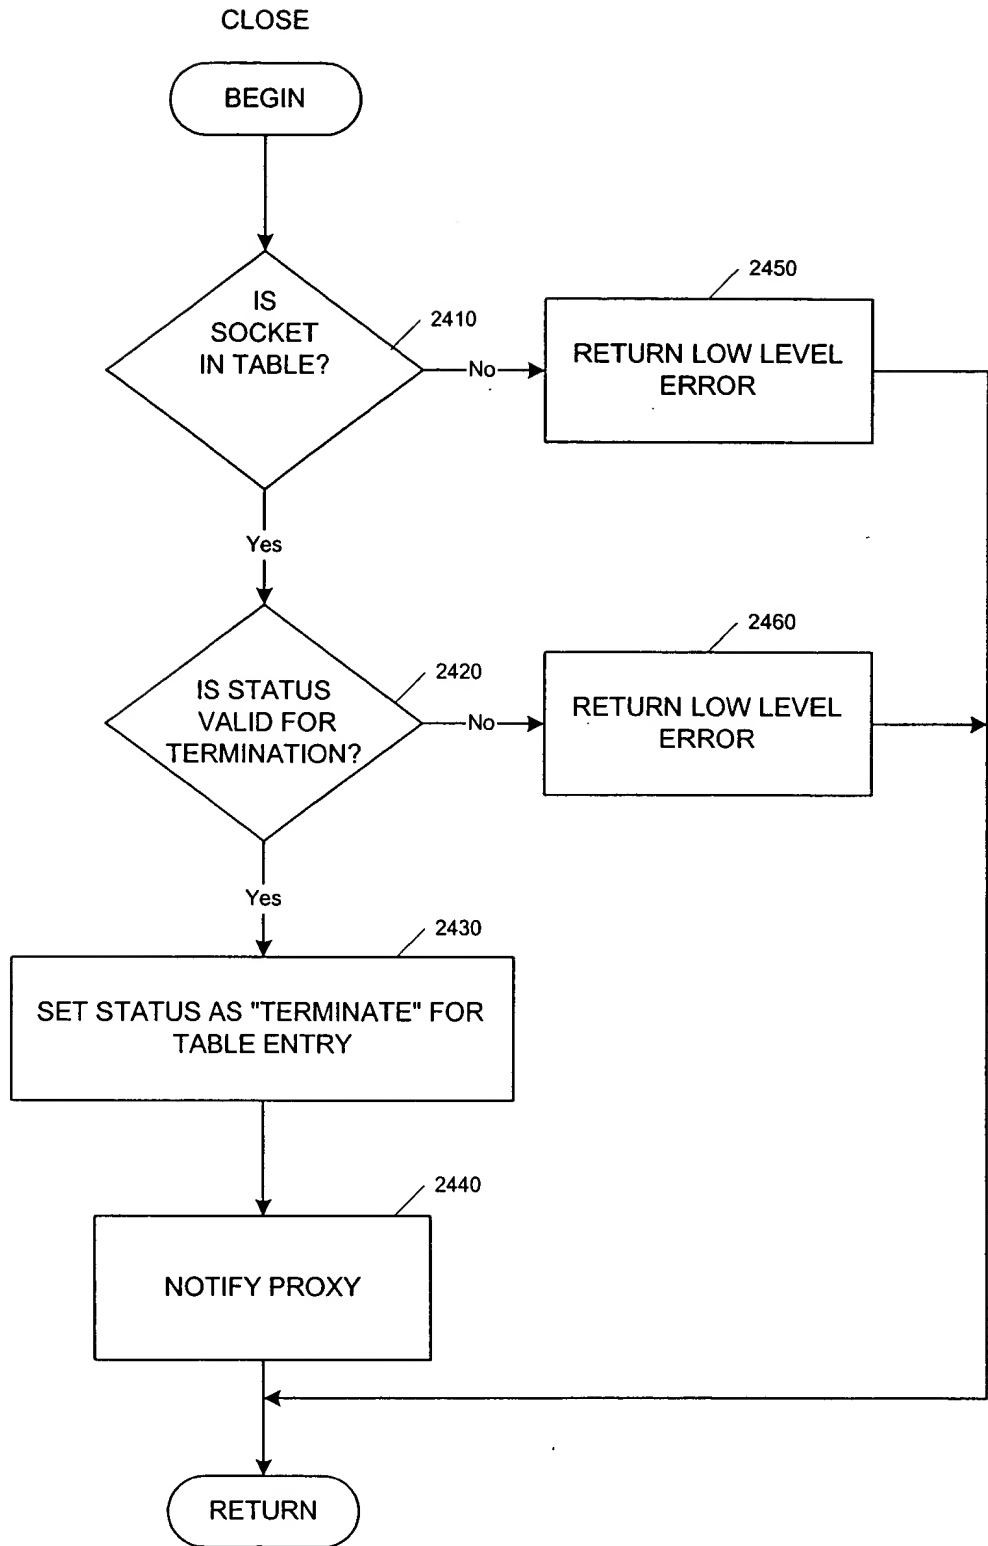 CLOSE
BEGIN
IS
SOCKET
IN TABLE?
2410
No
2450
RETURN LOW LEVEL
ERROR
Yes
IS STATUS
VALID FOR
TERMINATION?
2420
No
2460
RETURN LOW LEVEL
ERROR
Yes
2430
SET STATUS AS "TERMINATE" FOR
TABLE ENTRY
2440
NOTIFY PROXY
RETURN